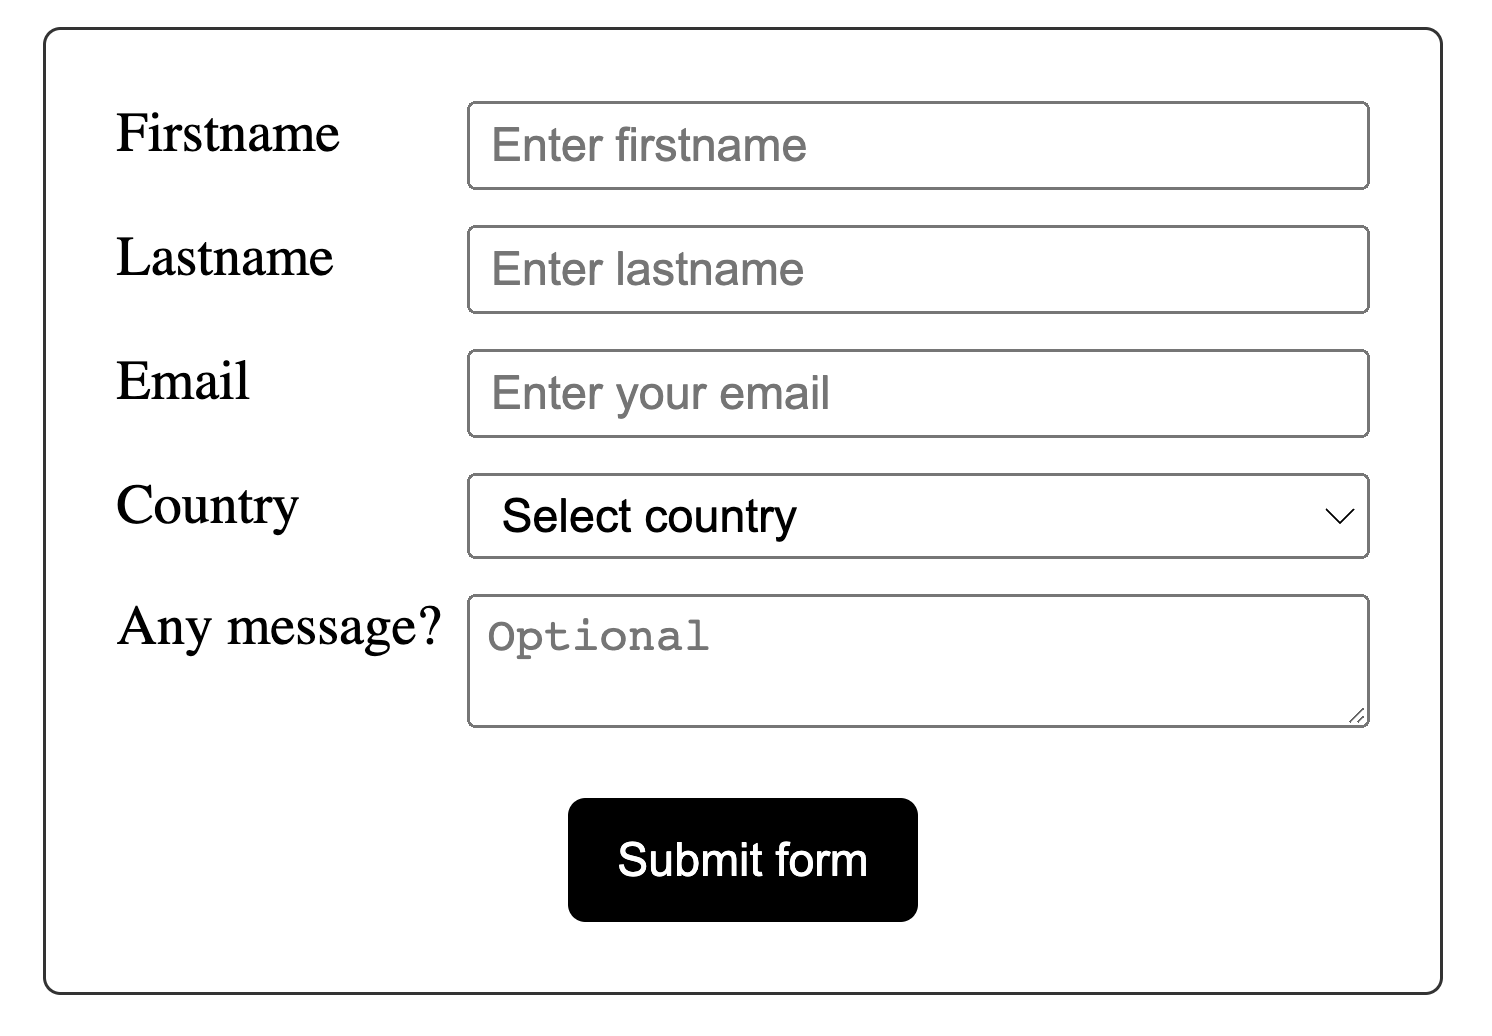 Firstname Enter firstname
Lastname Enter lastname
Email Enter your email
Country Select country
Any message? Optional
Submit form